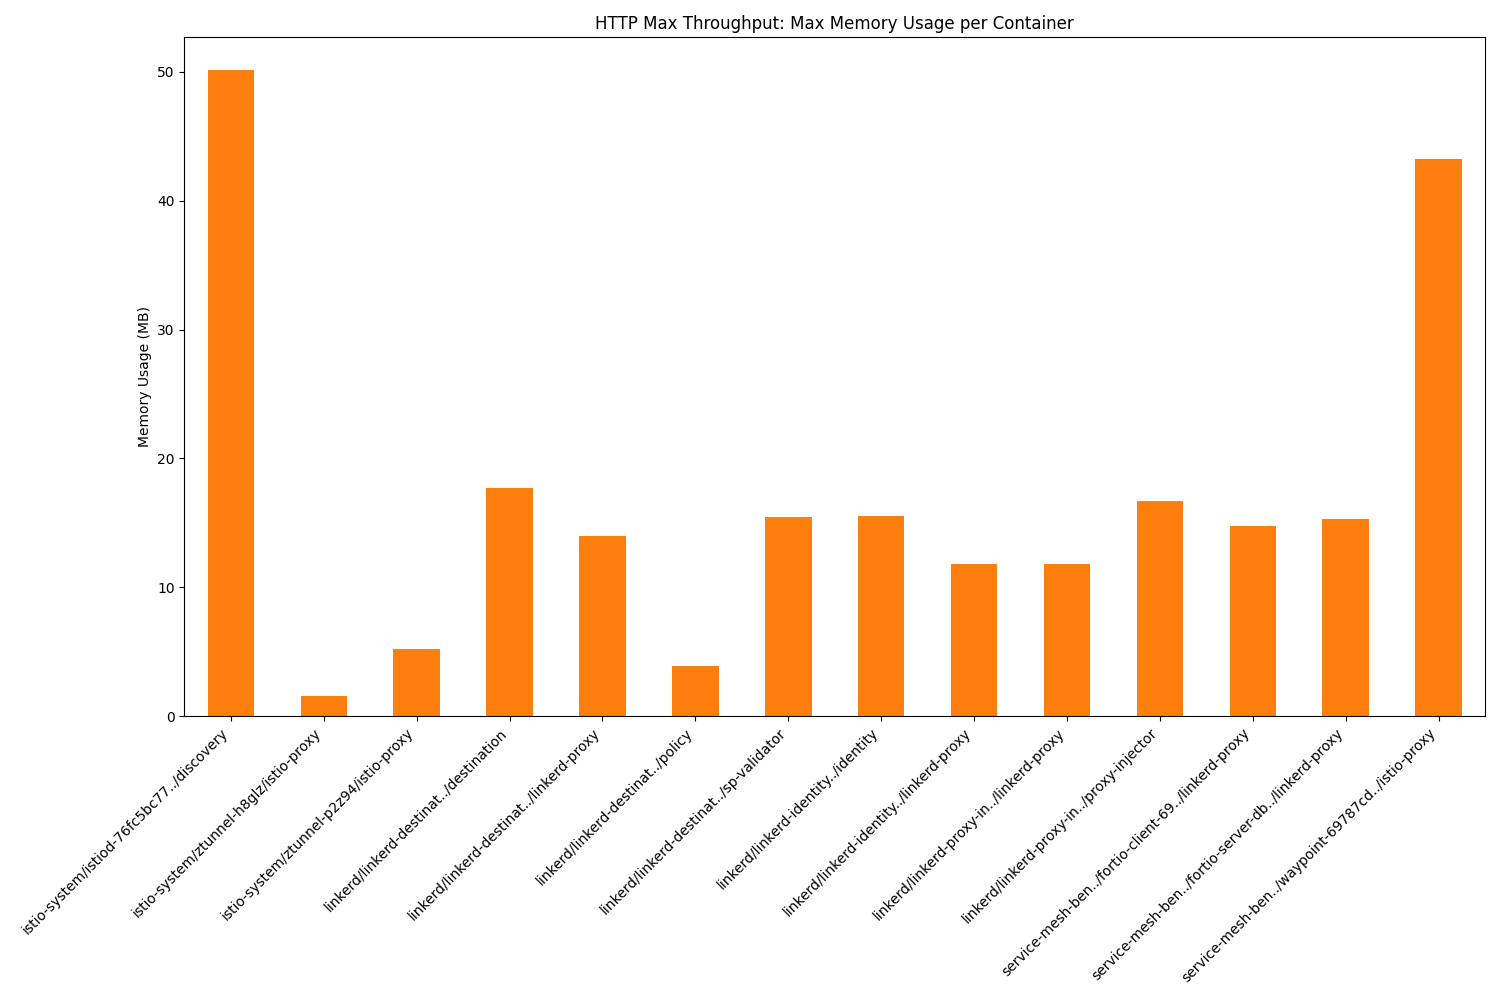 HTTP Max Throughput: Max Memory Usage per Container
Memory Usage (MB)
50
40
30
20
10
0
istio-system/istiod-76fc5bc77../discovery
istio-system/ztunnel-h8glz/istio-proxy
istio-system/ztunnel-p2z94/istio-proxy
linkerd/linkerd-destinat../destination
linkerd/linkerd-destinat../linkerd-proxy
linkerd/linkerd-destinat../policy
linkerd/linkerd-destinat../sp-validator
linkerd/linkerd-identity../identity
linkerd/linkerd-identity../linkerd-proxy
linkerd/linkerd-proxy-in../linkerd-proxy
linkerd/linkerd-proxy-in../proxy-injector
service-mesh-ben../fortio-client-69../linkerd-proxy
service-mesh-ben../fortio-server-db../linkerd-proxy
service-mesh-ben../waypoint-69787cd../istio-proxy